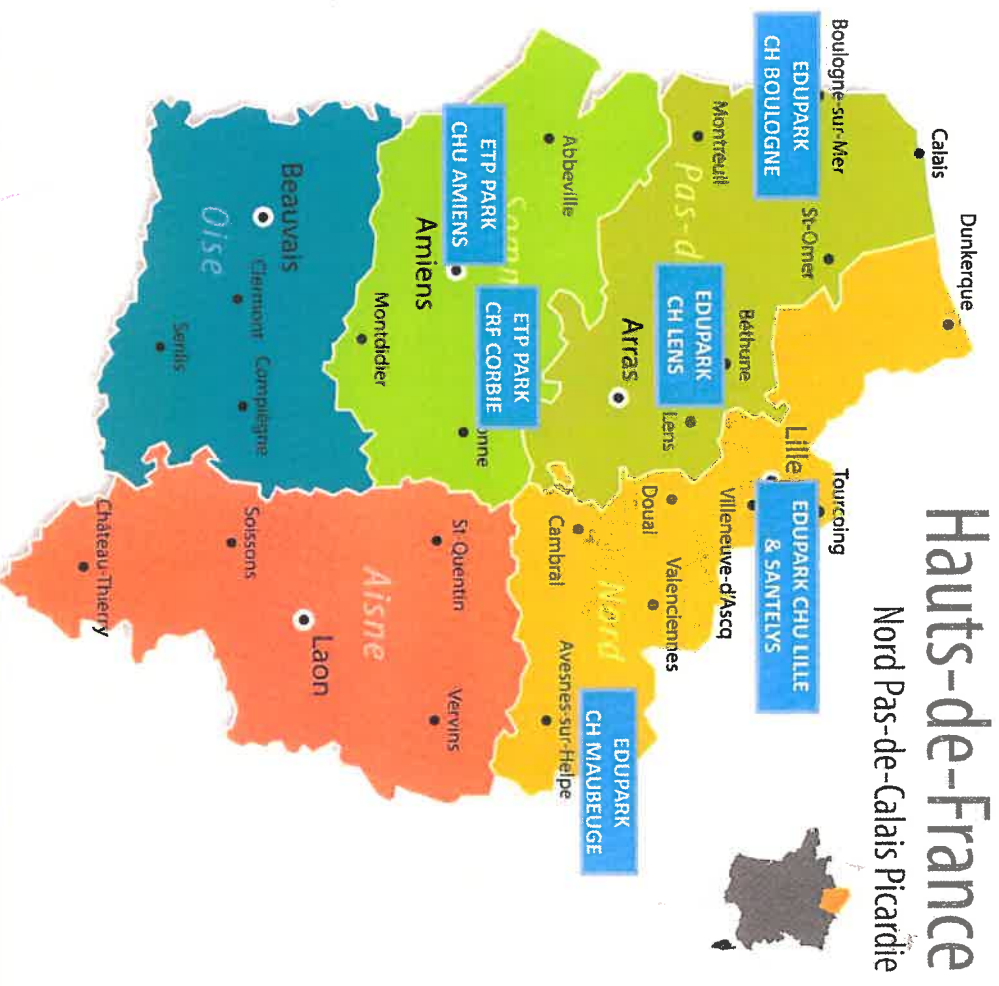 Hauts-de-France
Nord Pas-de-Calais Picardie
Dunkerque
Calais
Boulogne-sur-Mer
EDUPARK
CH BOULOGNE
St-Omer
Tourcoing
Lille
EDUPARK CHU LILLE
& SANTELYS
Villeneuve-d'Ascq
Montreuil
Pas-d
Béthune
EDUPARK
CH LENS
Lens
Douai
Valenciennes
Arras
Nord
EDUPARK
CH MAUBEUGE
Cambrai
Avesnes-sur-Helpe
Abbeville
Som
ETP PARK
CHU AMIENS
Amiens
ETP PARK
CRF CORBIE
onne
Montdidier
St-Quentin
Vervins
Aisne
Laon
Beauvais
Oise
Clermont
Compiègne
Soissons
Senlis
Château-Thierry